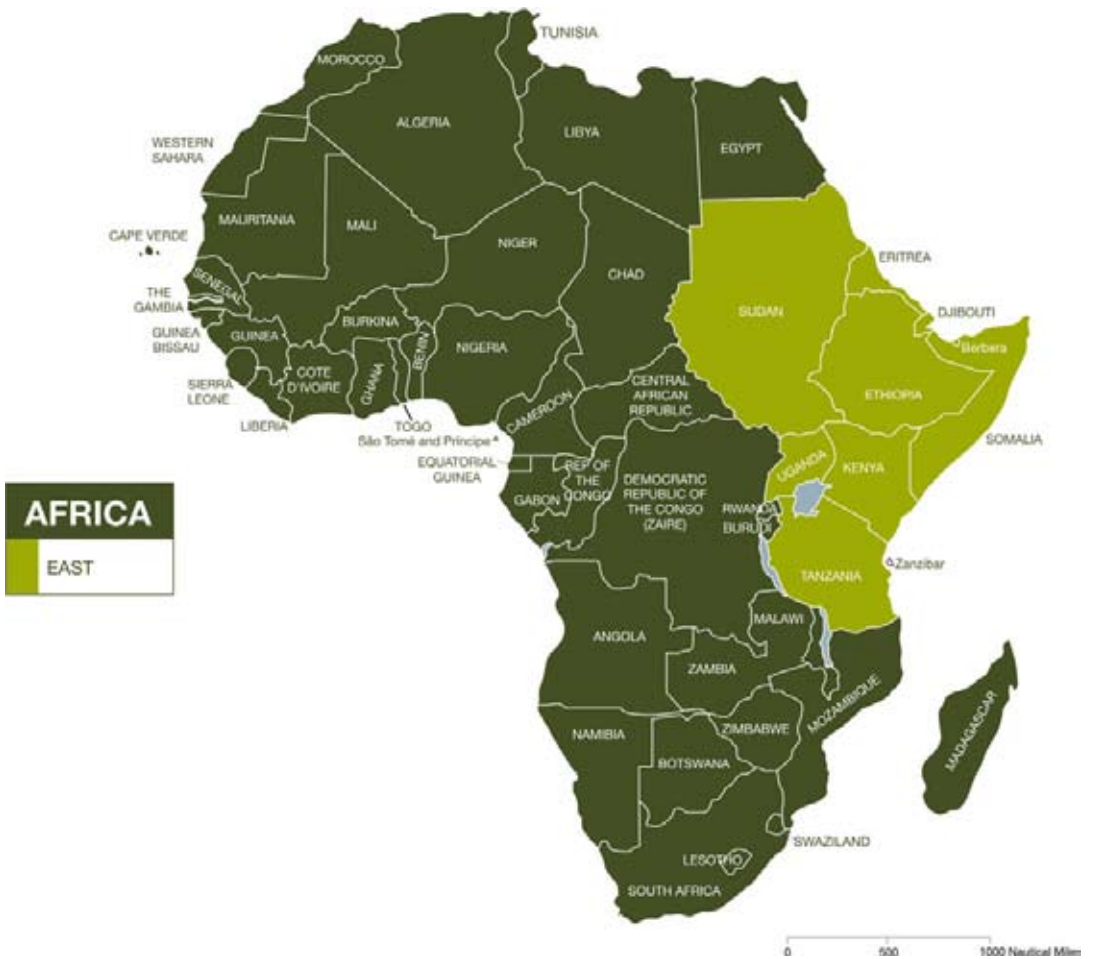 TUNISIA
MOROCCO
ALGERIA
LIBYA
EGYPT
WESTERN
SAHARA
MAURITANIA
MALI
NIGER
CHAD
SUDAN
ERITREA
CAPE VERDE
SENEGAL
THE
GAMBIA
GUINEA
BISSAU
GUINEA
BURKINA
BENIN
NIGERIA
DJIBOUTI
Berbera
SIERRA
LEONE
COTE
D'IVOIRE
GHANA
CENTRAL
AFRICAN
REPUBLIC
ETHIOPIA
LIBERIA
TOGO
CAMEROON
São Tomé and Príncipe
SOMALIA
EQUATORIAL
GUINEA
GABON
REP OF
THE
CONGO
DEMOCRATIC
REPUBLIC OF
THE CONGO
(ZAIRE)
UGANDA
KENYA
RWANDA
BURUDI
AFRICA
EAST
TANZANIA
Zanzibar
ANGOLA
MALAWI
ZAMBIA
MOZAMBIQUE
MADAGASCAR
NAMIBIA
ZIMBABWE
BOTSWANA
SWAZILAND
LESOTHO
SOUTH AFRICA
0 500 1000 Nautical Miles